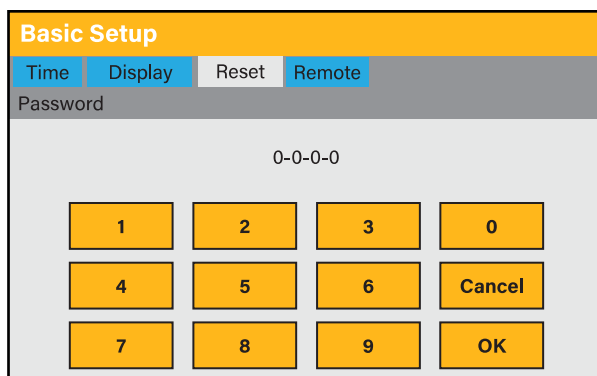 Basic Setup
Time Display Reset Remote
Password
0-0-0-0
1 2 3 0
4 5 6 Cancel
7 8 9 OK